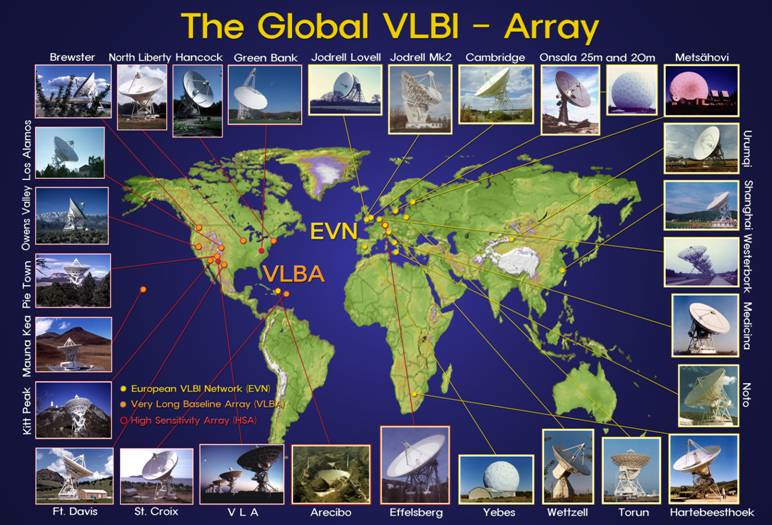 The Global VLBI - Array
Brewster
North Liberty
Hancock
Green Bank
Jodrell Lovell
Jodrell Mk2
Cambridge
Onsala 25m and 20m
Metsähovi
Los Alamos
Owens Valley
Pie Town
Mauna Kea
Kitt Peak
Urumqi
Shanghai
Westerbork
Medicina
Noto
EVN
VLBA
European VLBI Network (EVN)
Very Long Baseline Array (VLBA)
High Sensitivity Array (HSA)
Ft. Davis
St. Croix
V L A
Arecibo
Effelsberg
Yebes
Wettzell
Torun
Hartebeesthoek